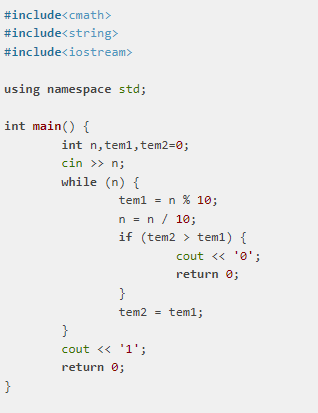 #include<cmath>
#include<string>
#include<iostream>

using namespace std;

int main() {
        int n,tem1,tem2=0;
        cin >> n;
        while (n) {
                tem1 = n % 10;
                n = n / 10;
                if (tem2 > tem1) {
                        cout << '0';
                        return 0;
                }
                tem2 = tem1;
        }
        cout << '1';
        return 0;
}